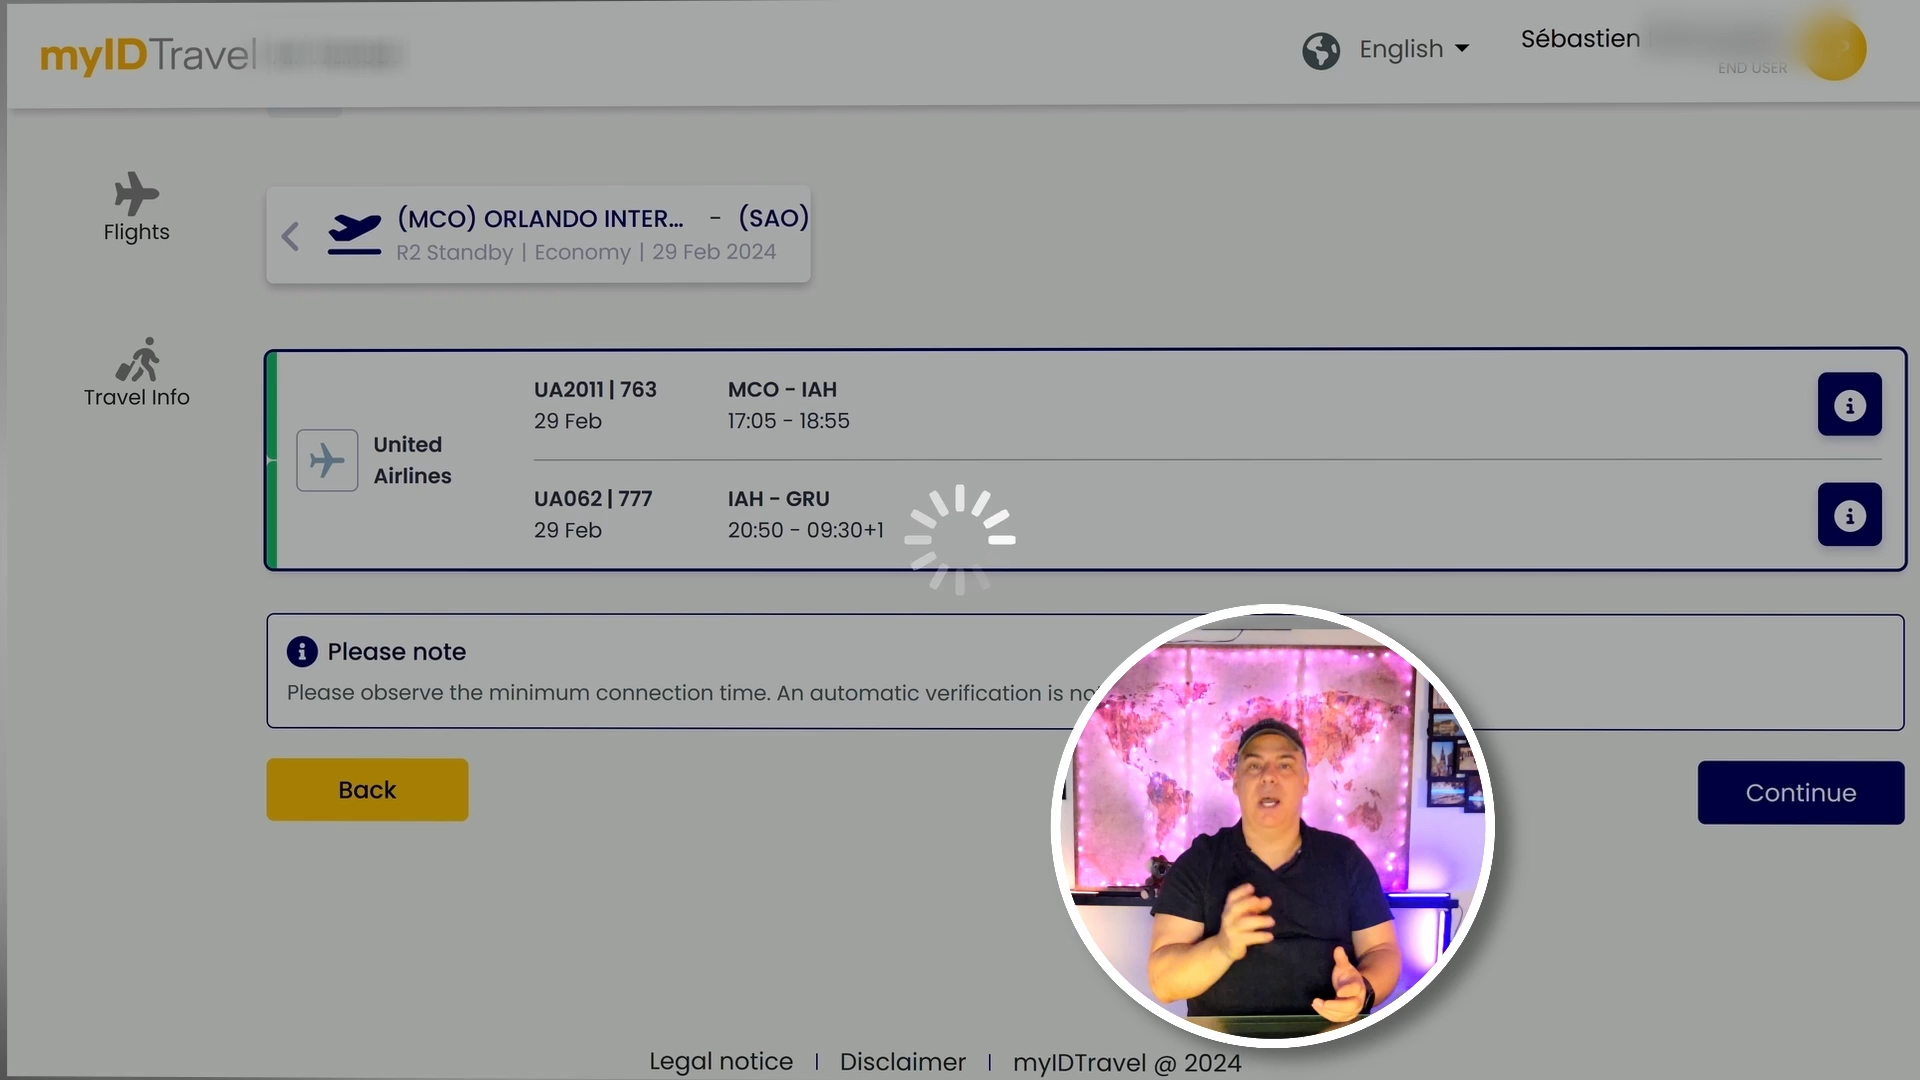 myIDTravel
English
Sébastien
END USER
Flights
(MCO) ORLANDO INTER... - (SAO)
R2 Standby | Economy | 29 Feb 2024
Travel Info
United
Airlines
UA2011 | 763 MCO - IAH
29 Feb 17:05 - 18:55
UA062 | 777 IAH - GRU
29 Feb 20:50 - 09:30+1
Please note
Please observe the minimum connection time. An automatic verification is
Back
Continue
Legal notice | Disclaimer | myIDTravel @ 2024